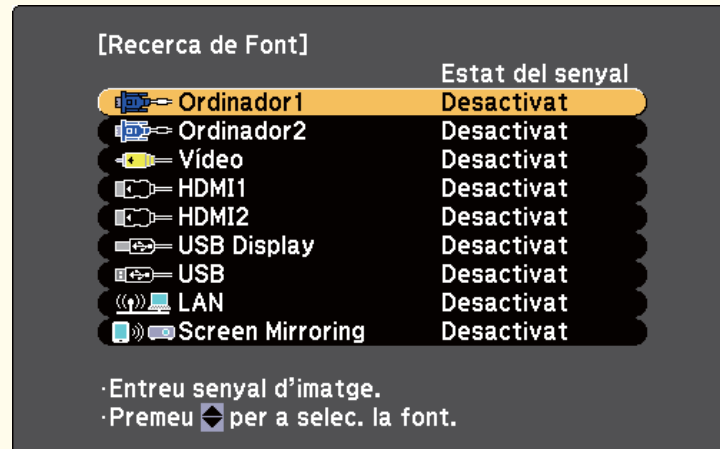 [Recerca de Font]
Estat del senyal
Ordinador1 Desactivat
Ordinador2 Desactivat
Vídeo Desactivat
HDMI1 Desactivat
HDMI2 Desactivat
USB Display Desactivat
USB Desactivat
LAN Desactivat
Screen Mirroring Desactivat
·Entreu senyal d'imatge.
·Premeu per a selec. la font.